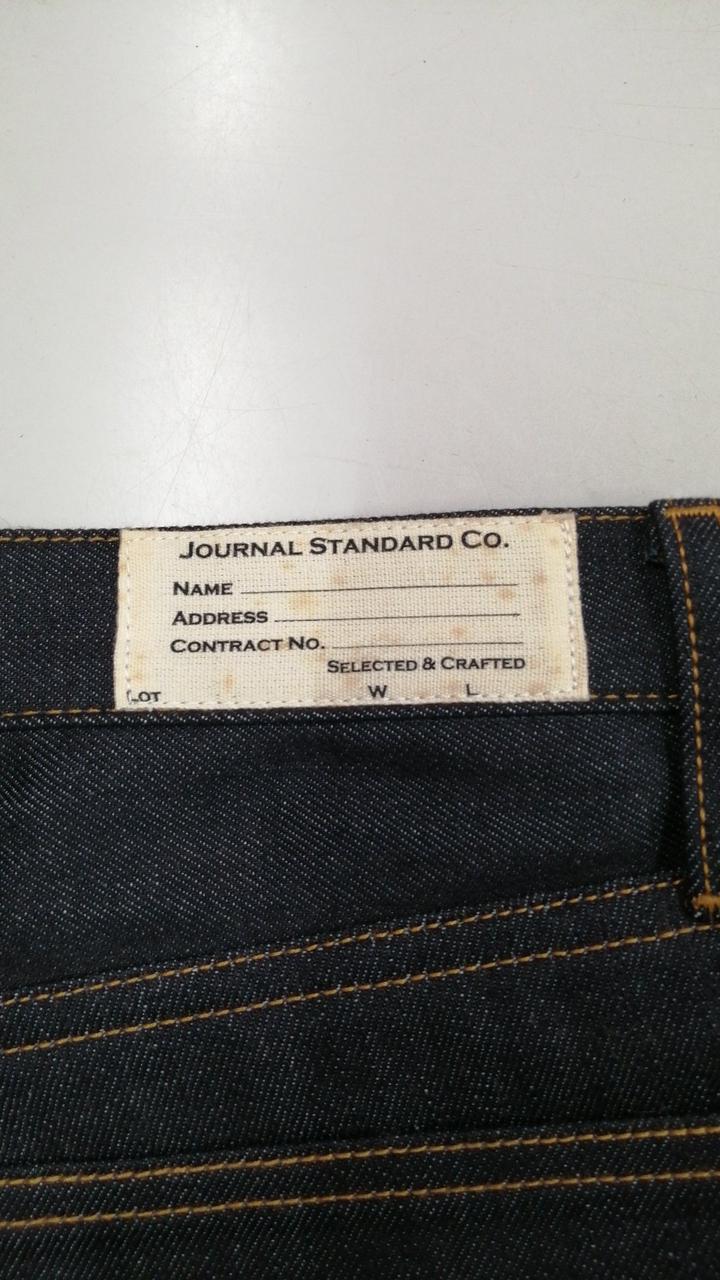 JOURNAL STANDARD CO.
NAME
ADDRESS
CONTRACT NO.
SELECTED & CRAFTED
LOT W L